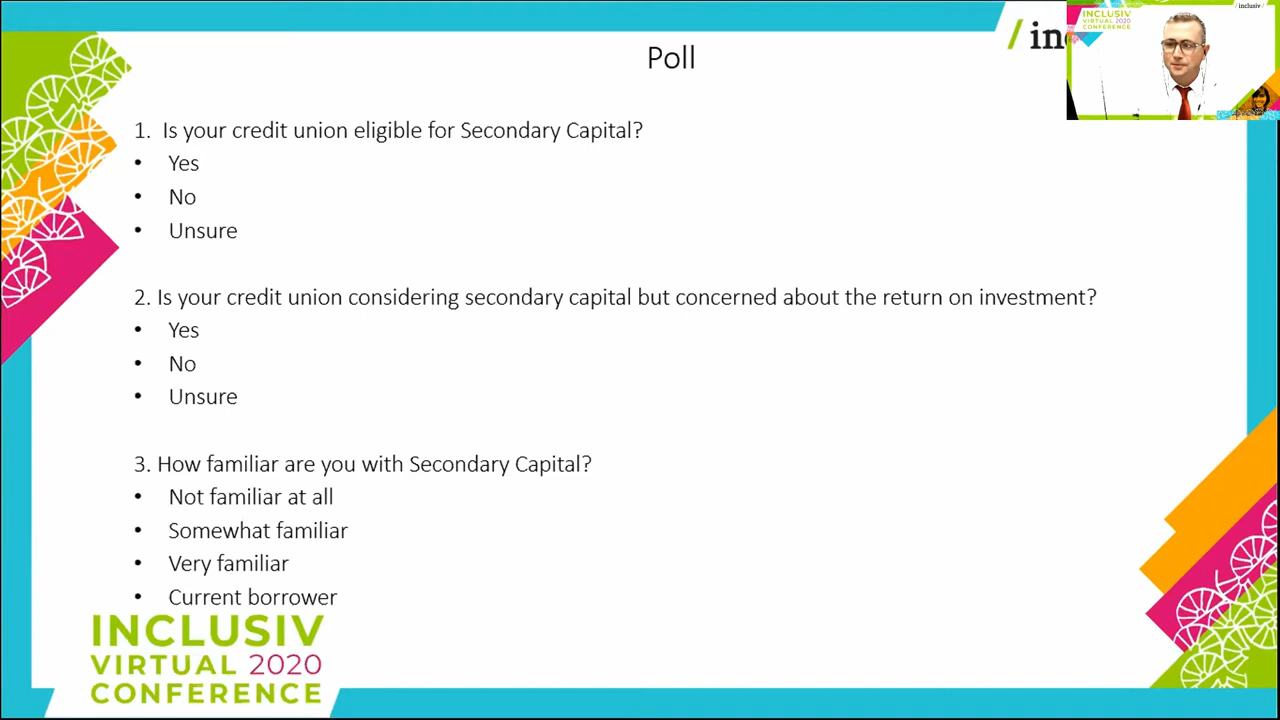 / inclusiv /
INCLUSIV
VIRTUAL 2020
CONFERENCE
Poll
1. Is your credit union eligible for Secondary Capital?
• Yes
• No
• Unsure
2. Is your credit union considering secondary capital but concerned about the return on investment?
• Yes
• No
• Unsure
3. How familiar are you with Secondary Capital?
• Not familiar at all
• Somewhat familiar
• Very familiar
• Current borrower
INCLUSIV
VIRTUAL 2020
CONFERENCE